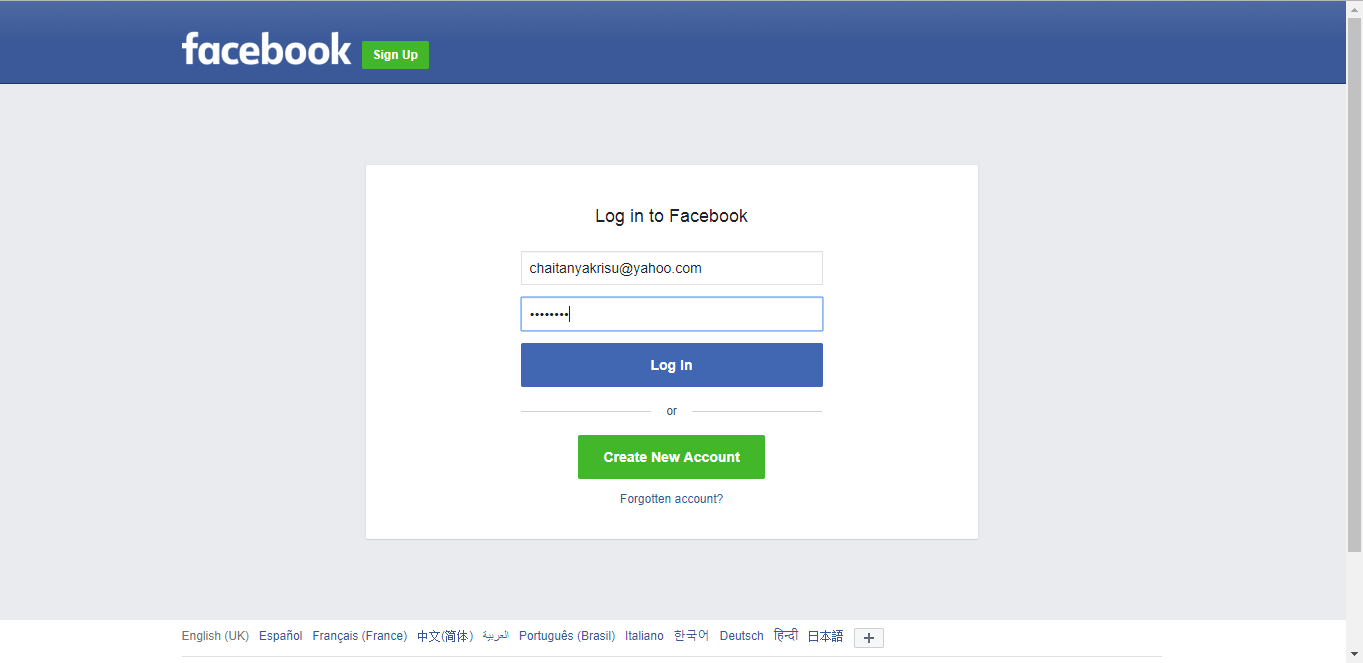 facebook Sign Up
Log in to Facebook
chaitanyakrisu@yahoo.com
••••••••
Log In
or
Create New Account
Forgotten account?
English (UK) Español Français (France) 中文(简体) العربية Português (Brasil) Italiano 한국어 Deutsch हिन्दी 日本語 +